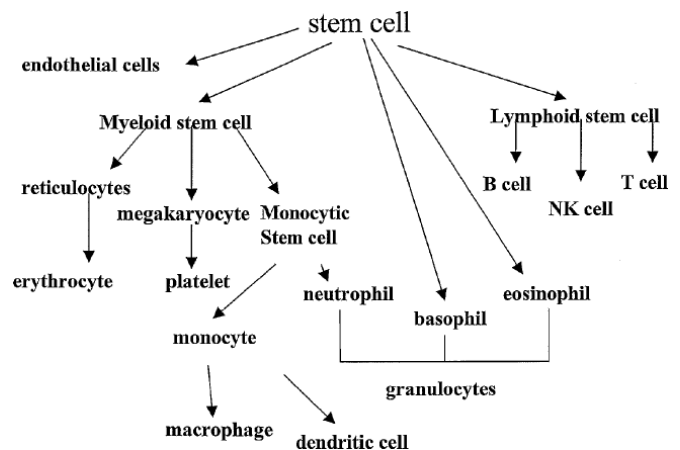 stem cell
endothelial cells
Myeloid stem cell
Lymphoid stem cell
reticulocytes
megakaryocyte
Monocytic
Stem cell
B cell
NK cell
T cell
erythrocyte
platelet
neutrophil
basophil
eosinophil
monocyte
granulocytes
macrophage
dendritic cell